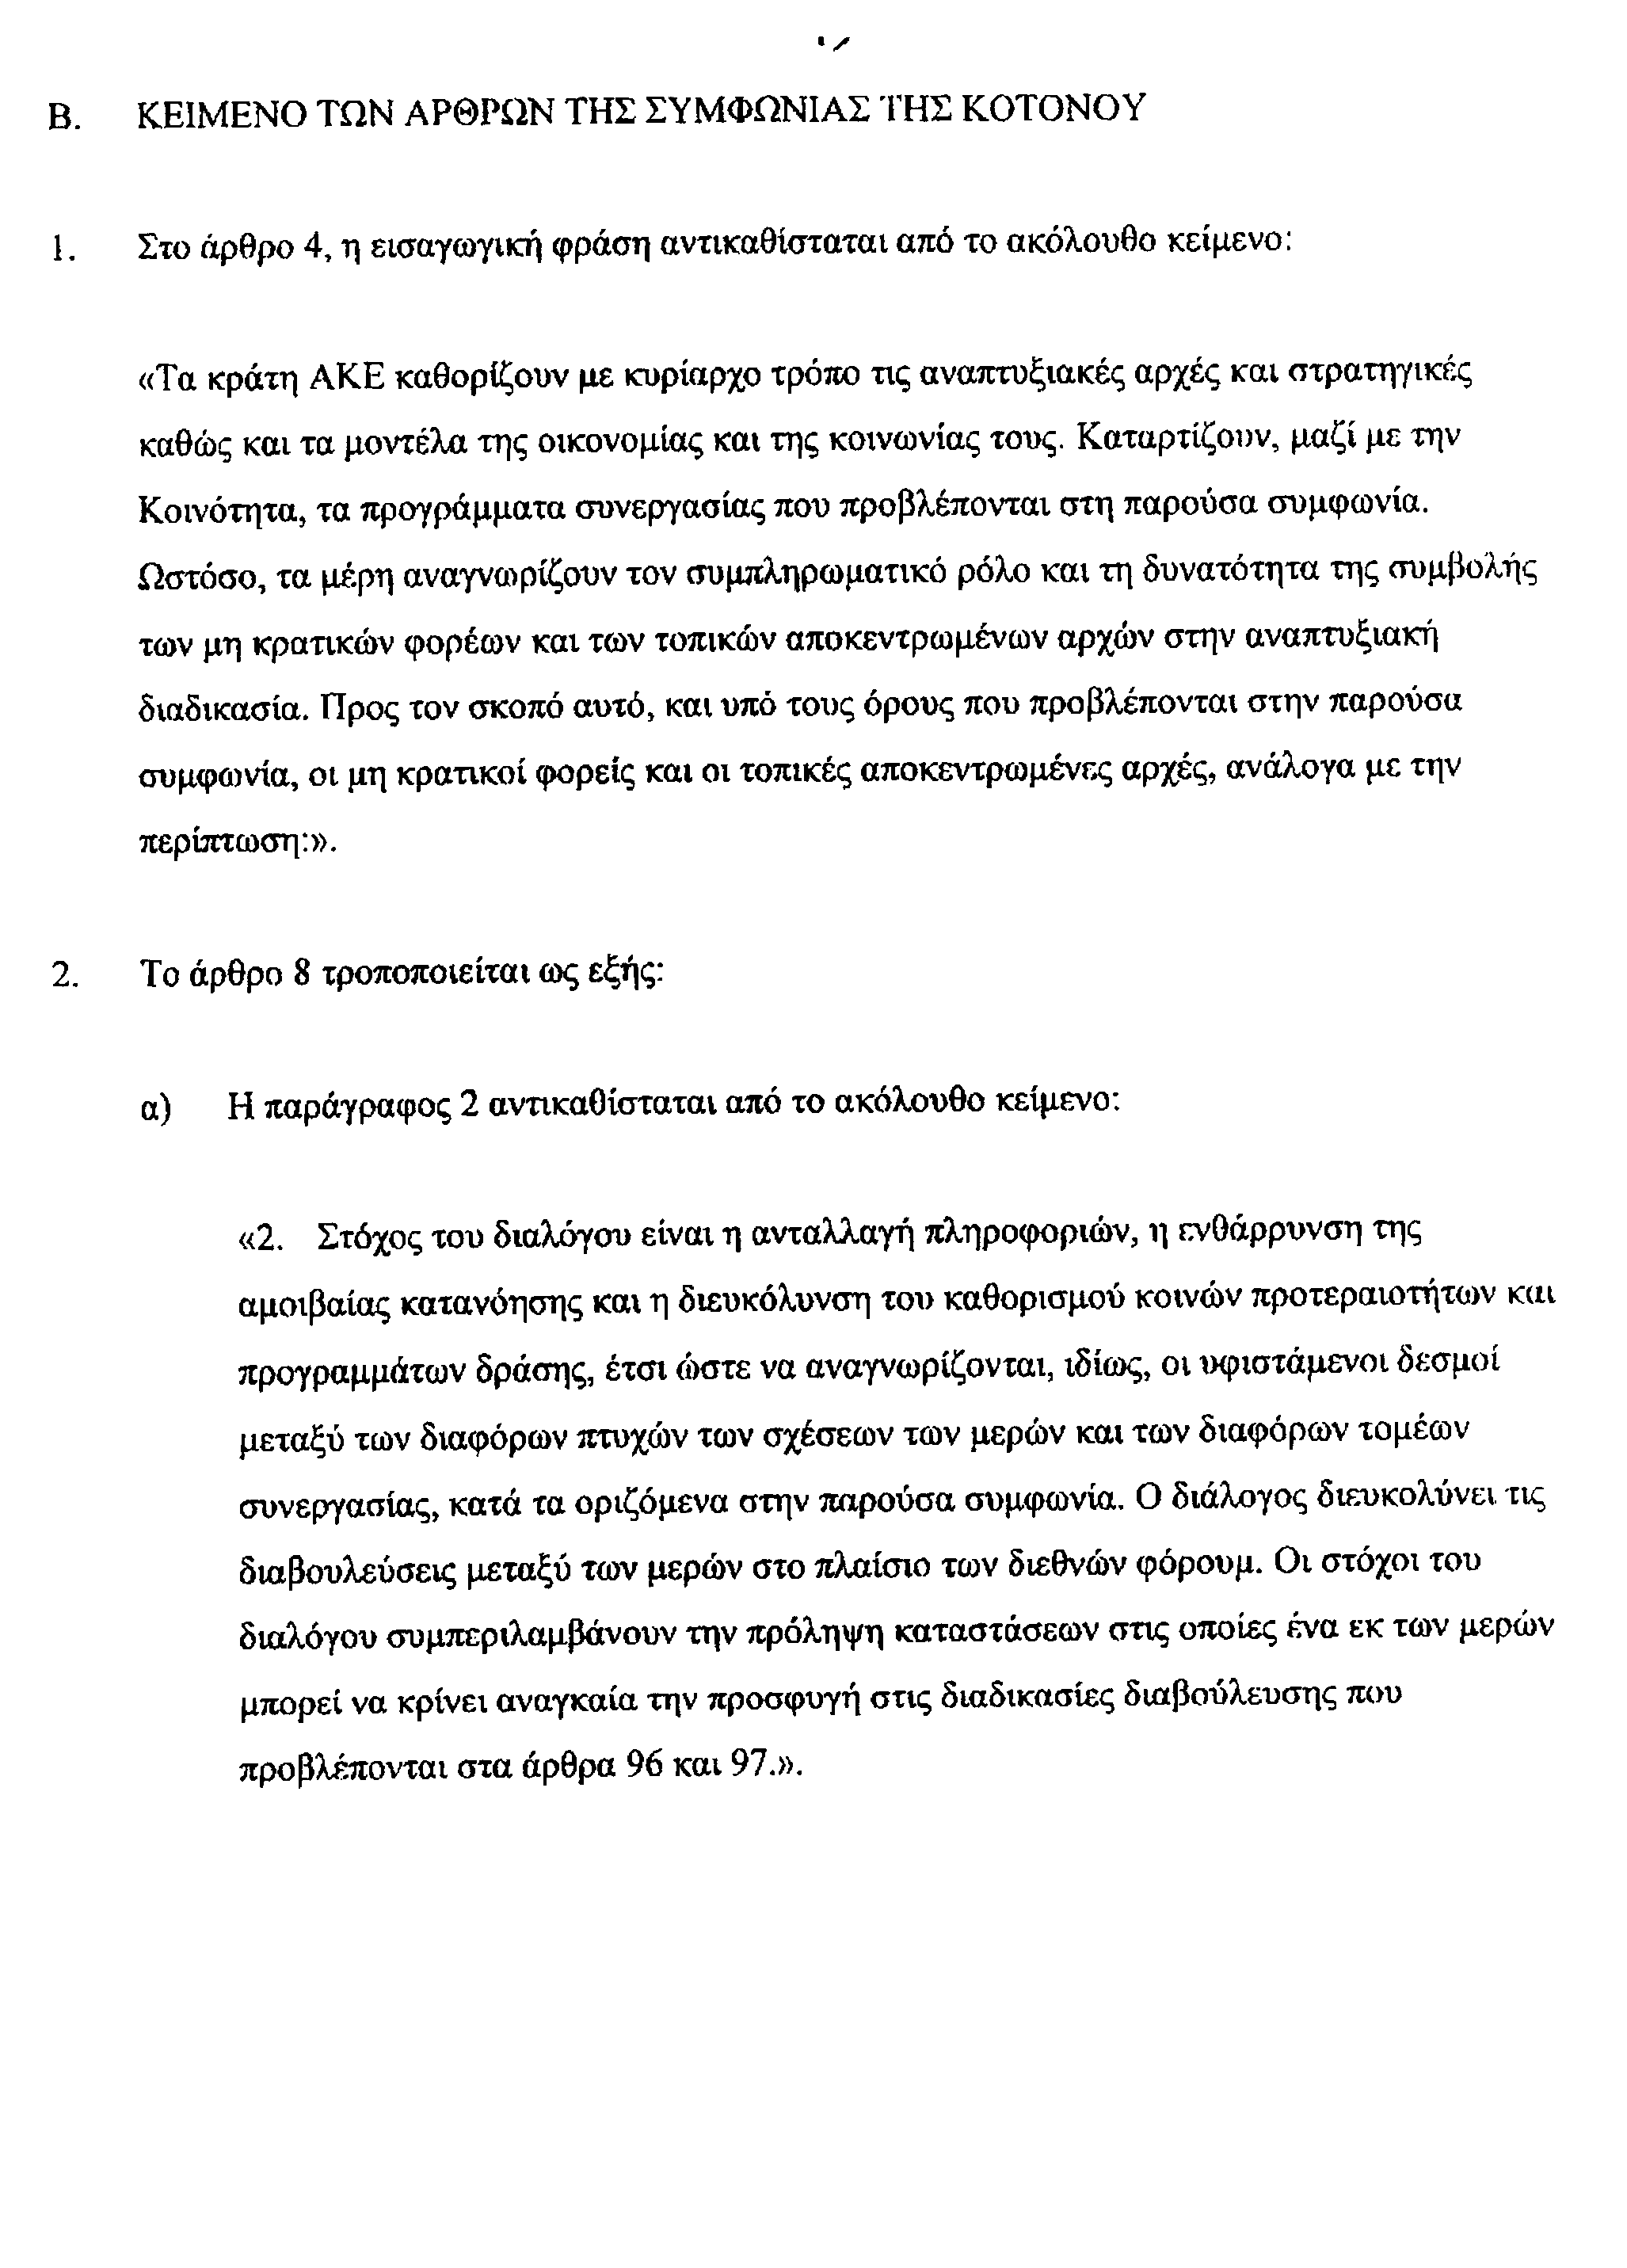 Β. ΚΕΙΜΕΝΟ ΤΩΝ ΑΡΘΡΩΝ ΤΗΣ ΣΥΜΦΩΝΙΑΣ ΤΗΣ ΚΟΤΟΝΟΥ
1. Στο άρθρο 4, η εισαγωγική φράση αντικαθίσταται από το ακόλουθο κείμενο:
«Τα κράτη ΑΚΕ καθορίζουν με κυρίαρχο τρόπο τις αναπτυξιακές αρχές και στρατηγικές
καθώς και τα μοντέλα της οικονομίας και της κοινωνίας τους. Καταρτίζουν, μαζί με την
Κοινότητα, τα προγράμματα συνεργασίας που προβλέπονται στη παρούσα συμφωνία.
Ωστόσο, τα μέρη αναγνωρίζουν τον συμπληρωματικό ρόλο και τη δυνατότητα της συμβολής
των μη κρατικών φορέων και των τοπικών αποκεντρωμένων αρχών στην αναπτυξιακή
διαδικασία. Προς τον σκοπό αυτό, και υπό τους όρους που προβλέπονται στην παρούσα
συμφωνία, οι μη κρατικοί φορείς και οι τοπικές αποκεντρωμένες αρχές, ανάλογα με την
περίπτωση:».
2. Το άρθρο 8 τροποποιείται ως εξής:
α) Η παράγραφος 2 αντικαθίσταται από το ακόλουθο κείμενο:
«2. Στόχος του διαλόγου είναι η ανταλλαγή πληροφοριών, η ενθάρρυνση της
αμοιβαίας κατανόησης και η διευκόλυνση του καθορισμού κοινών προτεραιοτήτων και
προγραμμάτων δράσης, έτσι ώστε να αναγνωρίζονται, ιδίως, οι υφιστάμενοι δεσμοί
μεταξύ των διαφόρων πτυχών των σχέσεων των μερών και των διαφόρων τομέων
συνεργασίας, κατά τα οριζόμενα στην παρούσα συμφωνία. Ο διάλογος διευκολύνει τις
διαβουλεύσεις μεταξύ των μερών στο πλαίσιο των διεθνών φόρουμ. Οι στόχοι του
διαλόγου συμπεριλαμβάνουν την πρόληψη καταστάσεων στις οποίες ένα εκ των μερών
μπορεί να κρίνει αναγκαία την προσφυγή στις διαδικασίες διαβούλευσης που
προβλέπονται στα άρθρα 96 και 97.».